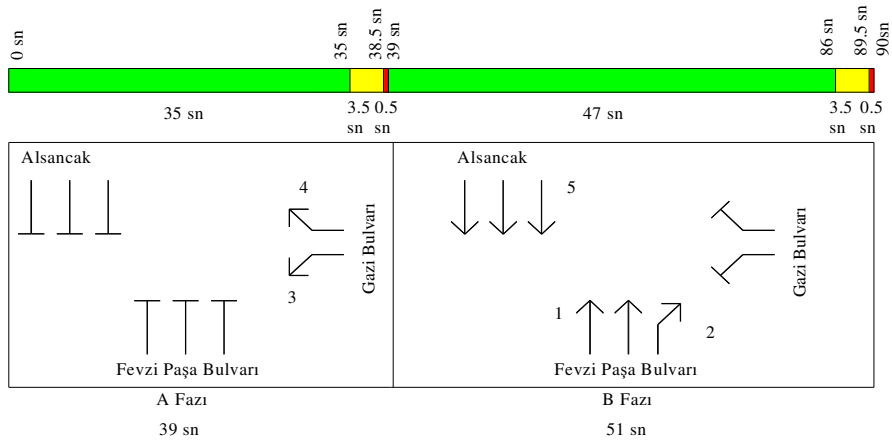 0 sn
35 sn
38.5 sn
39 sn
86 sn
89.5 sn
90sn
35 sn
3.5 sn
0.5 sn
47 sn
3.5 sn
0.5 sn
Alsancak
4
3
Gazi Bulvarı
Fevzi Paşa Bulvarı
Alsancak
5
1
2
Gazi Bulvarı
Fevzi Paşa Bulvarı
A Fazı
39 sn
B Fazı
51 sn